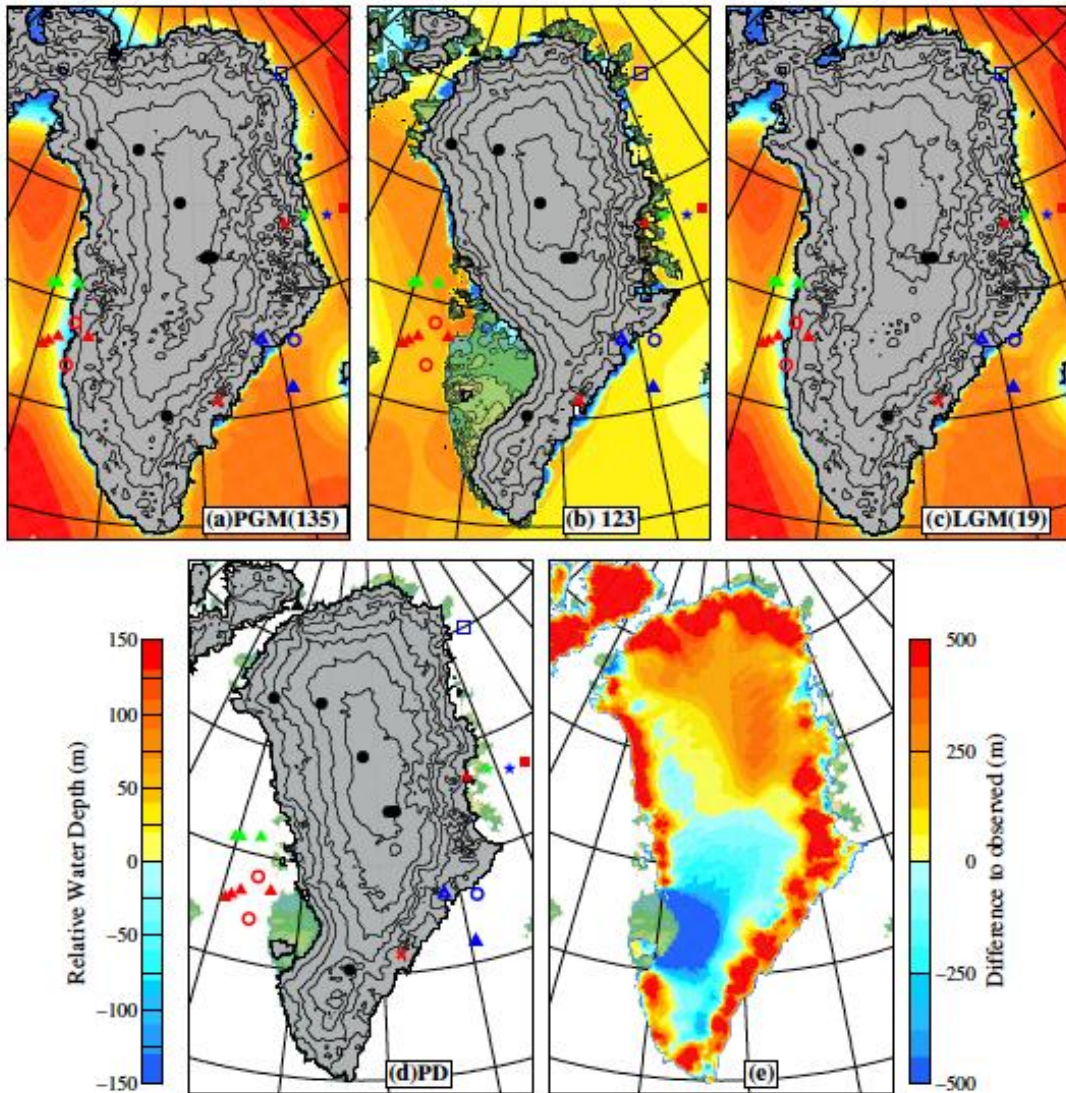 (a)PGM(135)
(b) 123
(c)LGM(19)
150
100
50
0
−50
−100
−150
Relative Water Depth (m)
(d)PD
(e)
500
250
0
−250
−500
Difference to observed (m)